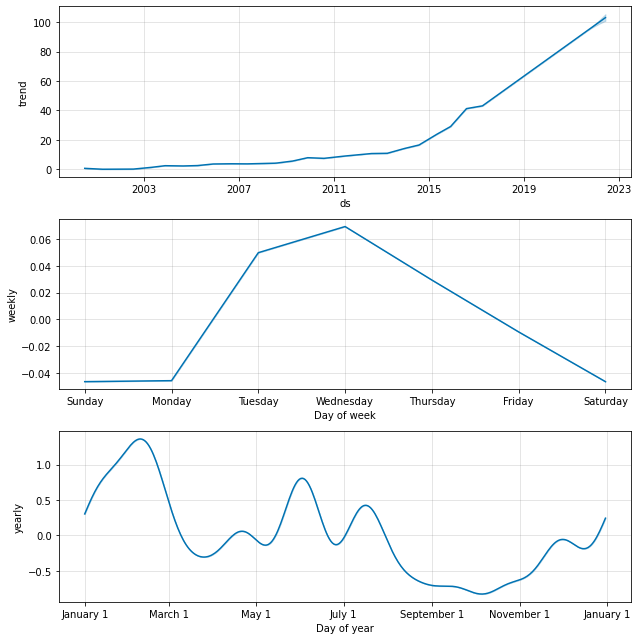 100
80
60
40
20
0
trend
2003 2007 2011 2015 2019 2023
ds
0.06
0.04
0.02
0.00
−0.02
−0.04
weekly
Sunday Monday Tuesday Wednesday Thursday Friday Saturday
Day of week
1.0
0.5
0.0
−0.5
yearly
January 1 March 1 May 1 July 1 September 1 November 1 January 1
Day of year